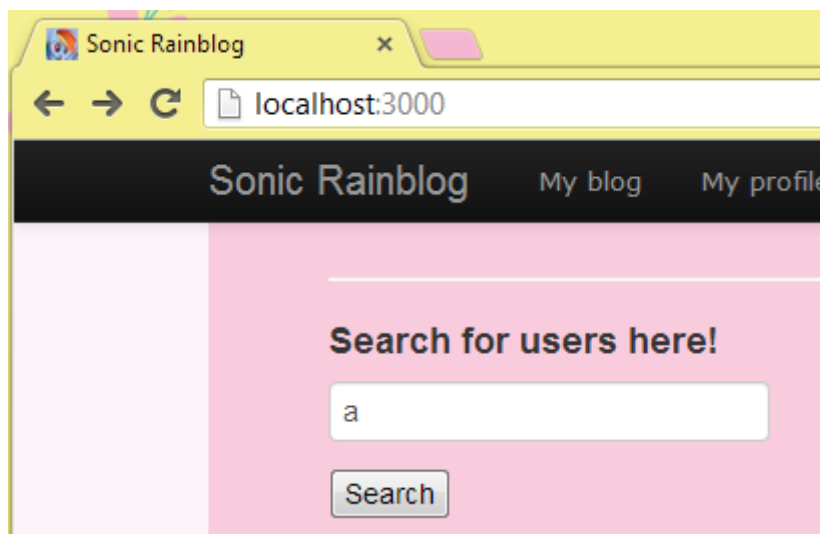 Sonic Rainblog
localhost:3000
Sonic Rainblog My blog My profile
Search for users here!
a
Search